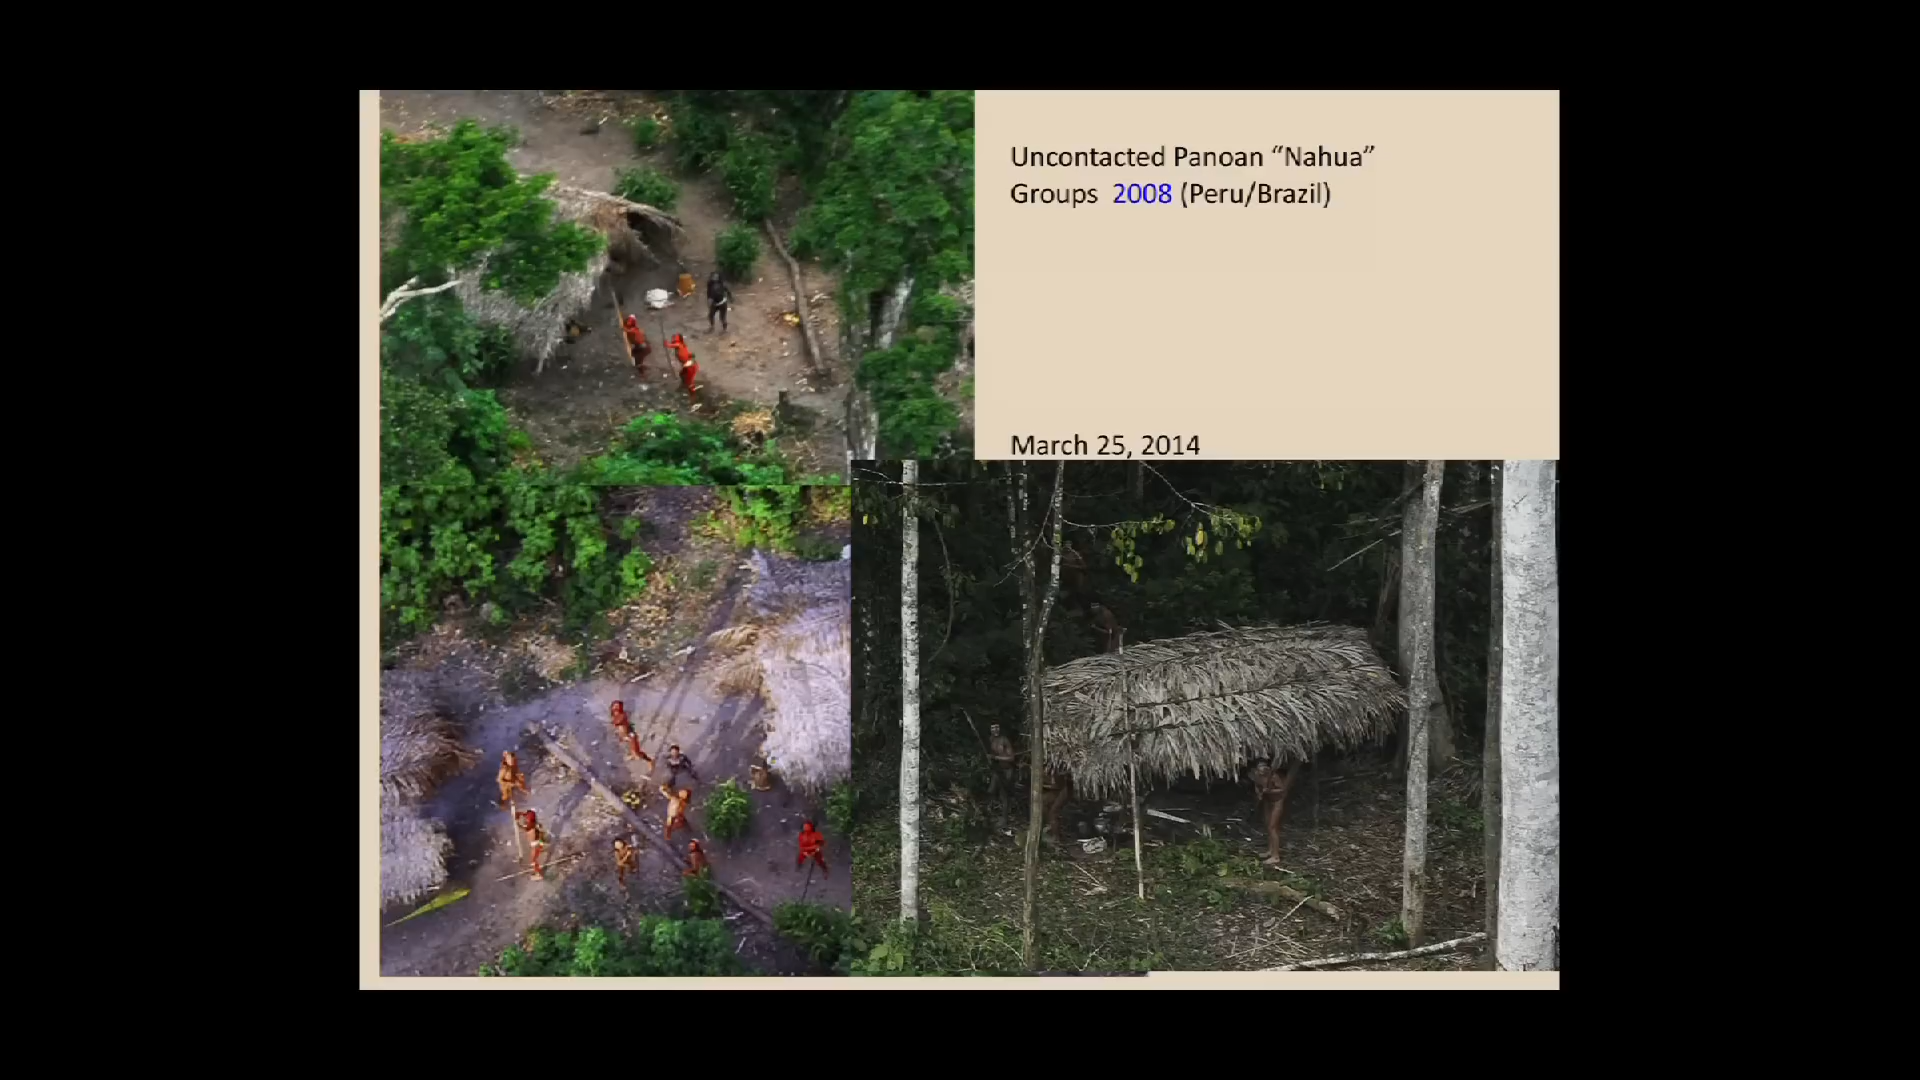 Uncontacted Panoan “Nahua”
Groups 2008 (Peru/Brazil)
March 25, 2014